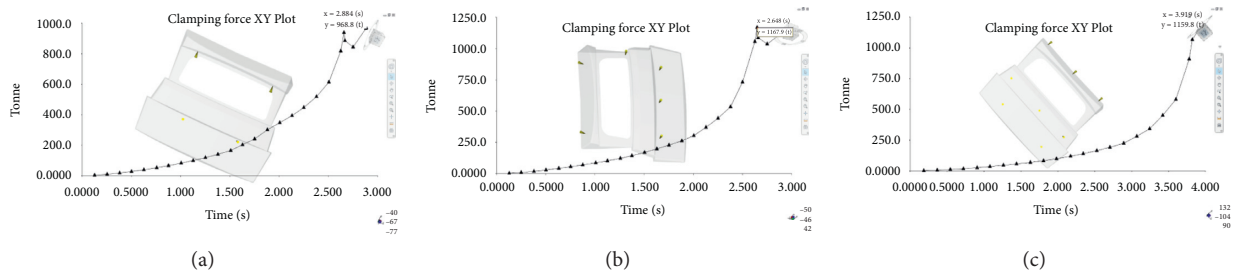 Clamping force XY Plot
x = 2.884 (s)
y = 968.8 (t)
1000.0
800.0
600.0
400.0
200.0
0.0000
Tonne
0.0000 0.5000 1.000 1.500 2.000 2.500 3.000
Time (s)
–40
–67
–77
(a)
Clamping force XY Plot
x = 2.648 (s)
y = 1167.9 (t)
1250.0
1000.0
750.0
500.0
250.0
0.0000
Tonne
0.0000 0.5000 1.000 1.500 2.000 2.500 3.000
Time (s)
–50
–46
42
(b)
Clamping force XY Plot
x = 3.919 (s)
y = 1159.8 (t)
1250.0
1000.0
750.0
500.0
250.0
0.0000
Tonne
0.0000 0.5000 1.000 1.500 2.000 2.500 3.000 3.500 4.000
Time (s)
132
–104
90
(c)